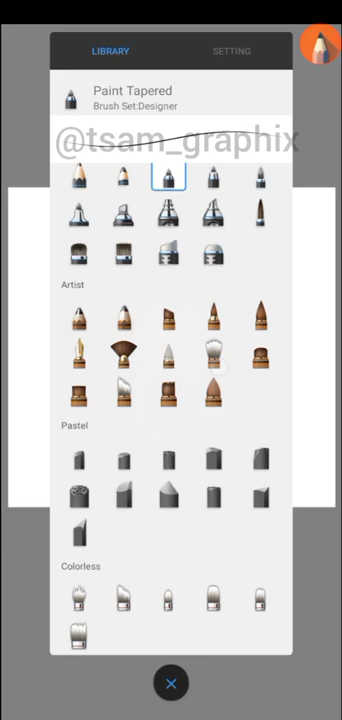 LIBRARY SETTING
Paint Tapered
Brush Set:Designer
@tsam_graphix
Artist
Pastel
Colorless